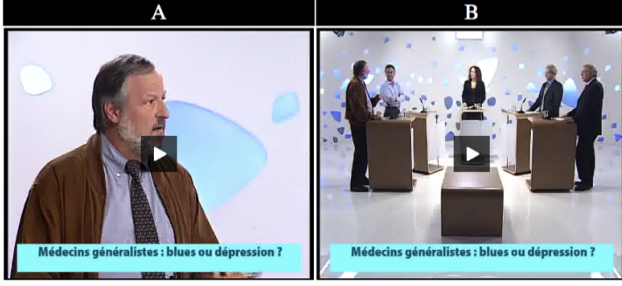 A
B
Médecins généralistes : blues ou dépression ?
Médecins généralistes : blues ou dépression ?